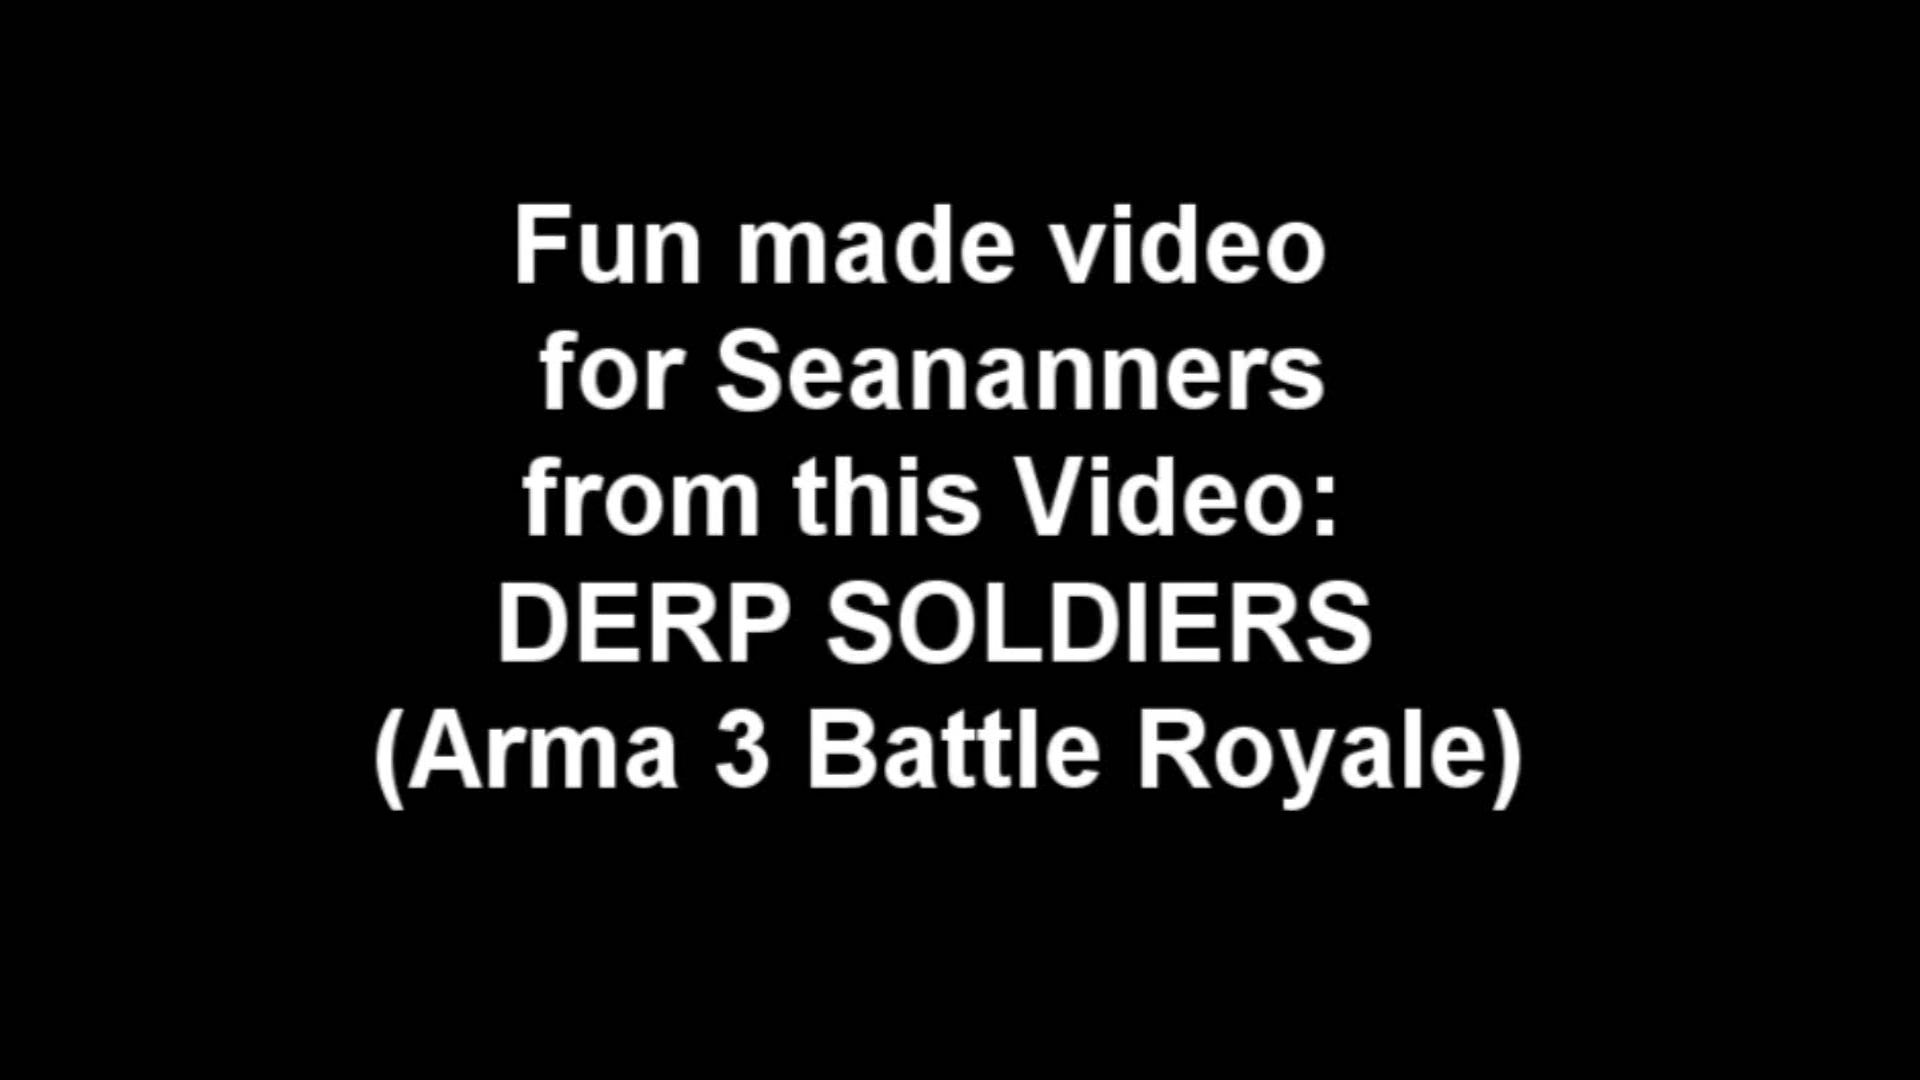 Fun made video
for Seananners
from this Video:
DERP SOLDIERS
(Arma 3 Battle Royale)